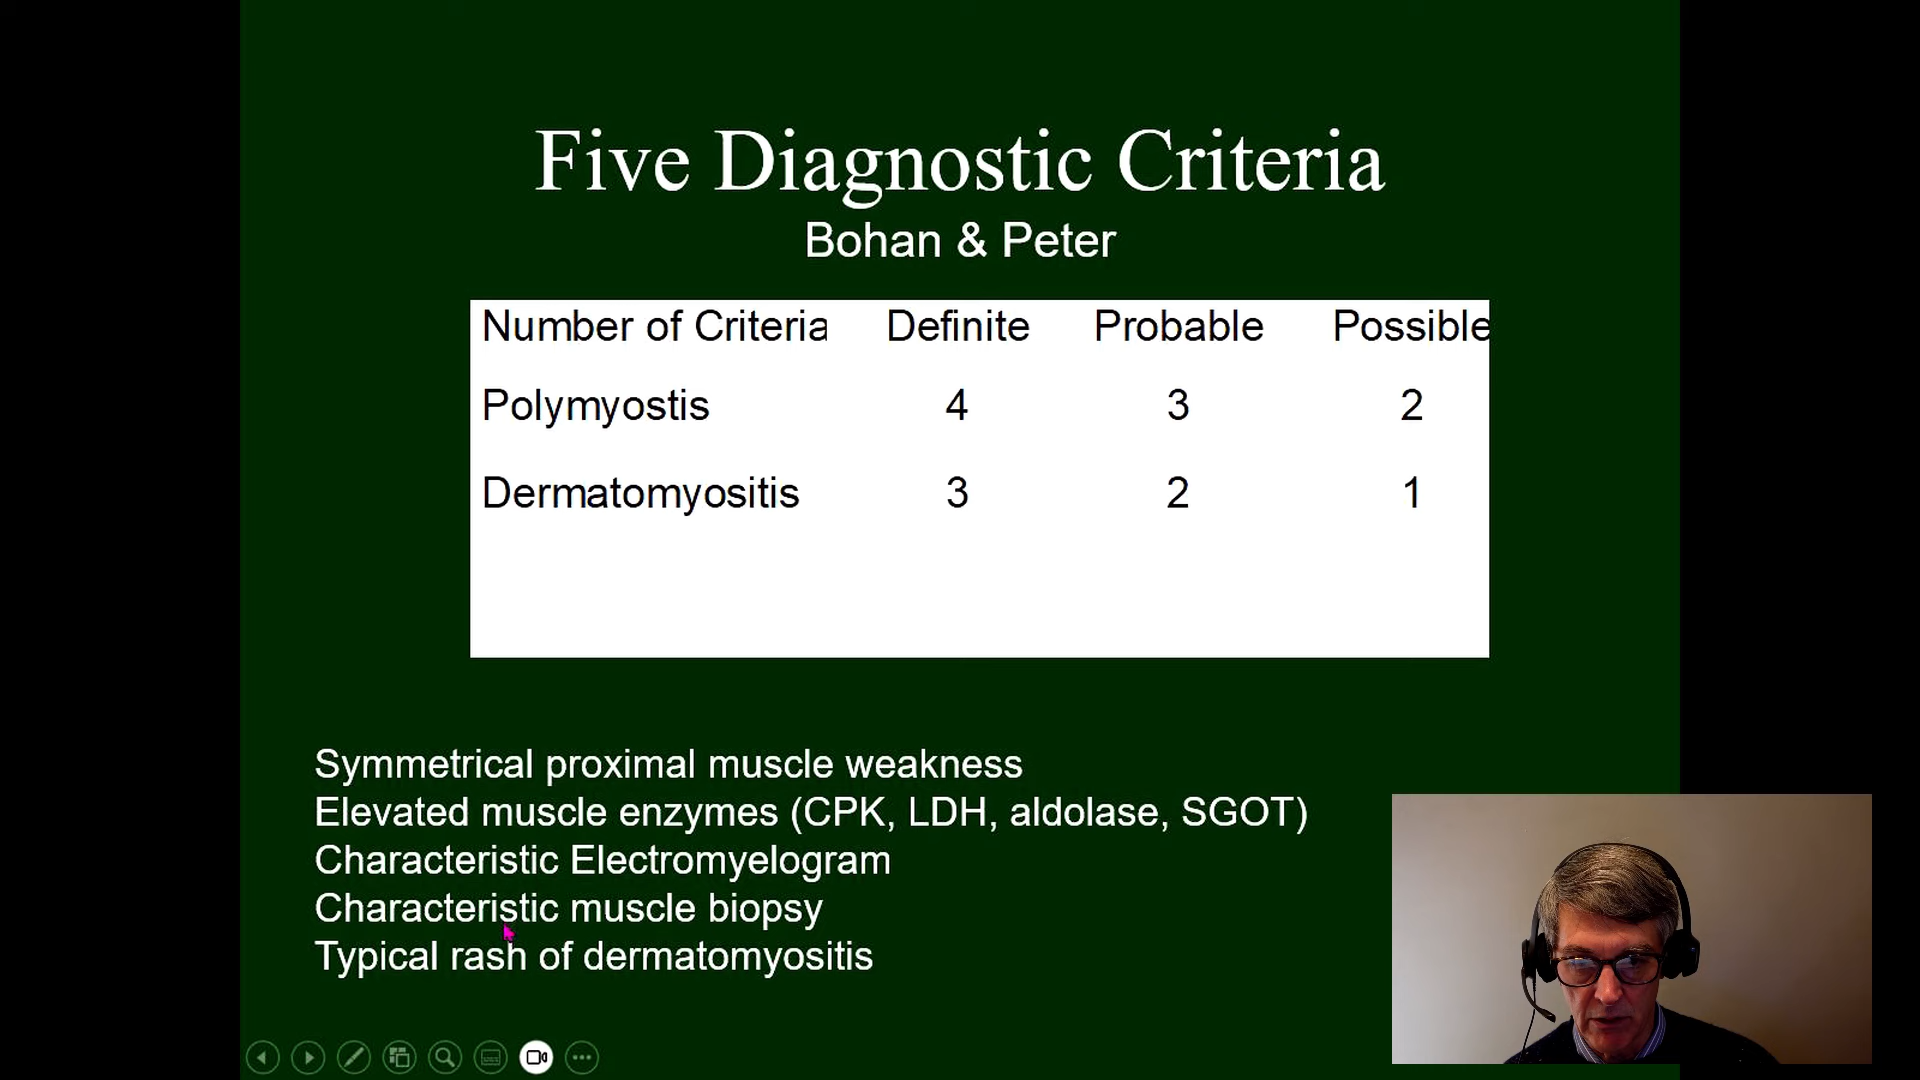 Five Diagnostic Criteria
Bohan & Peter
Number of Criteria Definite Probable Possible
Polymyostis 4 3 2
Dermatomyositis 3 2 1
Symmetrical proximal muscle weakness
Elevated muscle enzymes (CPK, LDH, aldolase, SGOT)
Characteristic Electromyelogram
Characteristic muscle biopsy
Typical rash of dermatomyositis